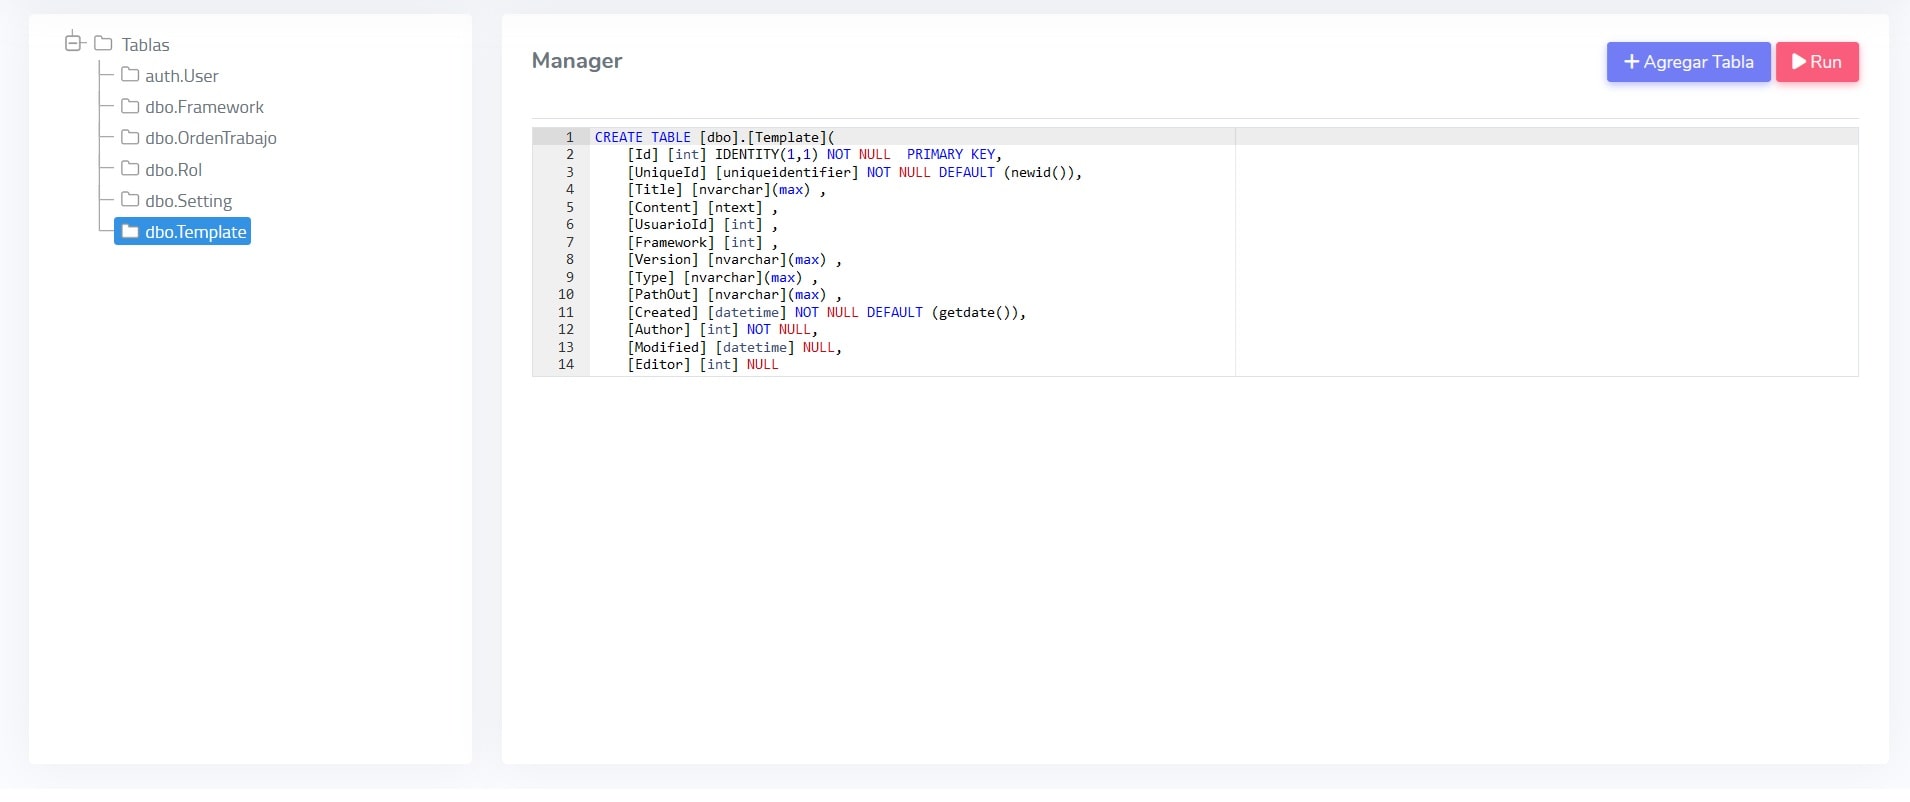 Tablas
auth.User
dbo.Framework
dbo.OrdenTrabajo
dbo.Rol
dbo.Setting
dbo.Template
Manager
Agregar Tabla
Run
1 CREATE TABLE [dbo].[Template](
2 [Id] [int] IDENTITY(1,1) NOT NULL  PRIMARY KEY,
3 [UniqueId] [uniqueidentifier] NOT NULL DEFAULT (newid()),
4 [Title] [nvarchar](max) ,
5 [Content] [ntext] ,
6 [UsuarioId] [int] ,
7 [Framework] [int] ,
8 [Version] [nvarchar](max) ,
9 [Type] [nvarchar](max) ,
10 [PathOut] [nvarchar](max) ,
11 [Created] [datetime] NOT NULL DEFAULT (getdate()),
12 [Author] [int] NOT NULL,
13 [Modified] [datetime] NULL,
14 [Editor] [int] NULL